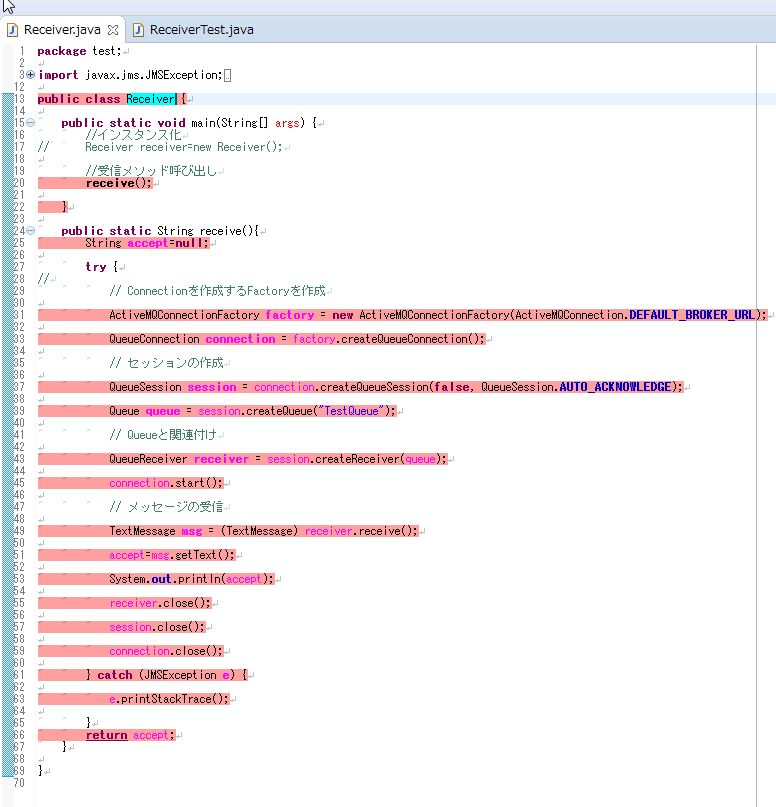 Receiver.java ReceiverTest.java
1 package test;
2
3 import javax.jms.JMSException;
12
13 public class Receiver {
14
15 public static void main(String[] args) {
16 //インスタンス化
17 // Receiver receiver=new Receiver();
18
19 //受信メソッド呼び出し
20 receive();
21
22 }
23
24 public static String receive(){
25 String accept=null;
26
27 try {
28 //
29 // Connectionを作成するFactoryを作成
30
31 ActiveMQConnectionFactory factory = new ActiveMQConnectionFactory(ActiveMQConnection.DEFAULT_BROKER_URL);
32
33 QueueConnection connection = factory.createQueueConnection();
34
35 // セッションの作成
36
37 QueueSession session = connection.createQueueSession(false, QueueSession.AUTO_ACKNOWLEDGE);
38
39 Queue queue = session.createQueue("TestQueue");
40
41 // Queueと関連付け
42
43 QueueReceiver receiver = session.createReceiver(queue);
44
45 connection.start();
46
47 // メッセージの受信
48
49 TextMessage msg = (TextMessage) receiver.receive();
50
51 accept=msg.getText();
52
53 System.out.println(accept);
54
55 receiver.close();
56
57 session.close();
58
59 connection.close();
60
61 } catch (JMSException e) {
62
63 e.printStackTrace();
64
65 }
66 return accept;
67 }
68
69 }
70